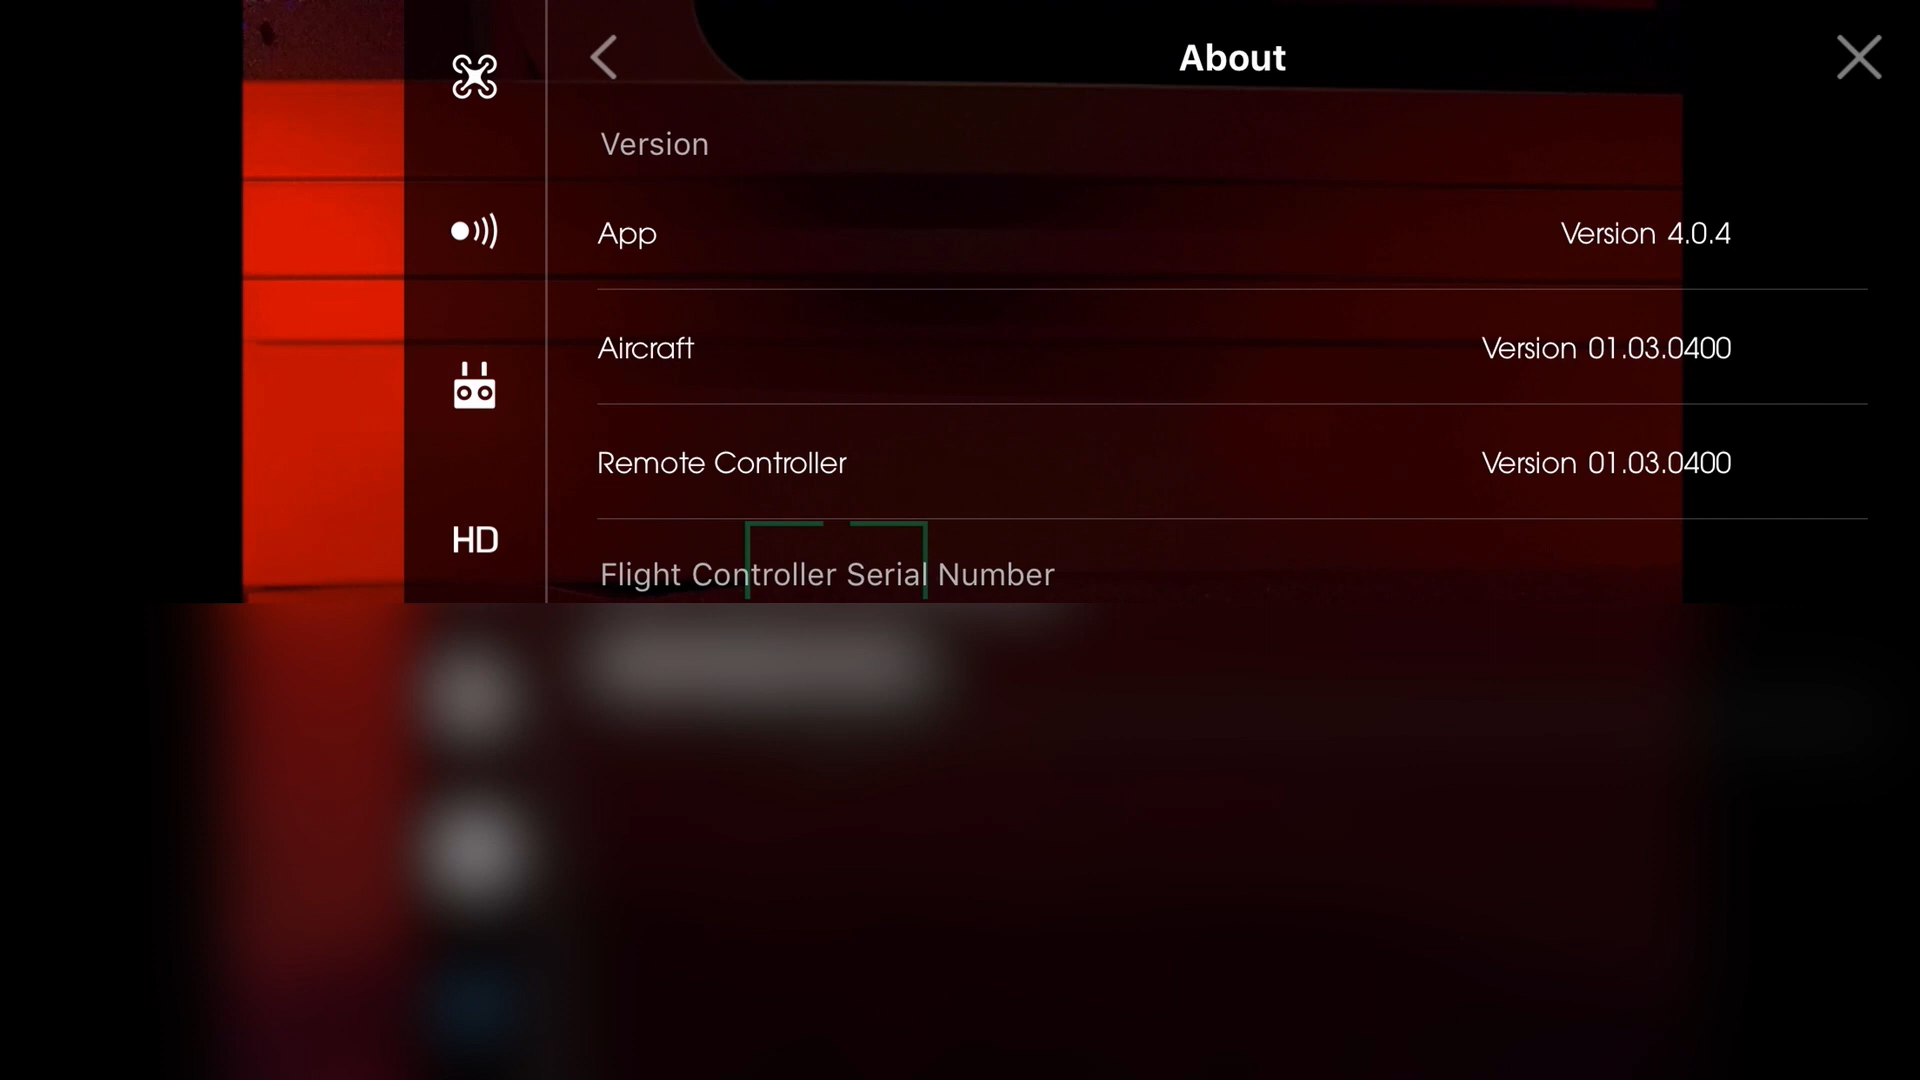 About
Version
App Version 4.0.4
Aircraft Version 01.03.0400
Remote Controller Version 01.03.0400
HD
Flight Controller Serial Number